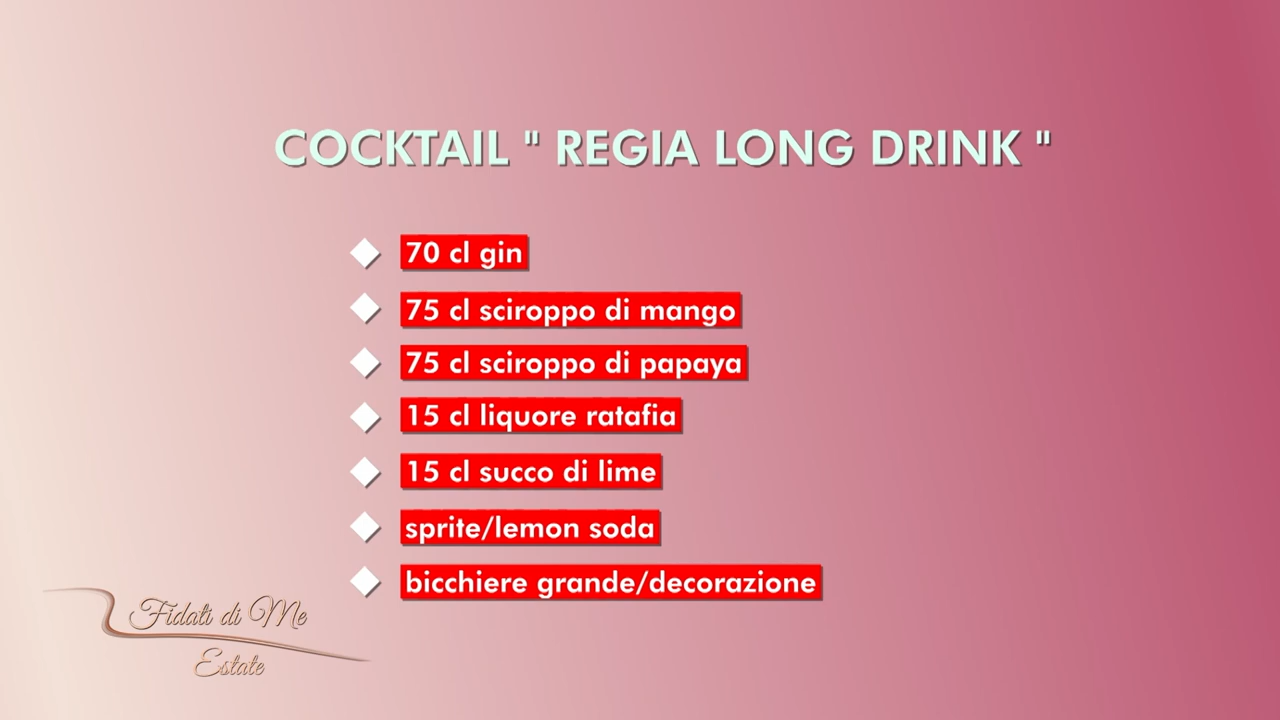 COCKTAIL " REGIA LONG DRINK "
70 cl gin
75 cl sciroppo di mango
75 cl sciroppo di papaya
15 cl liquore ratafia
15 cl succo di lime
sprite/lemon soda
bicchiere grande/decorazione
Fidati di Me
Estate